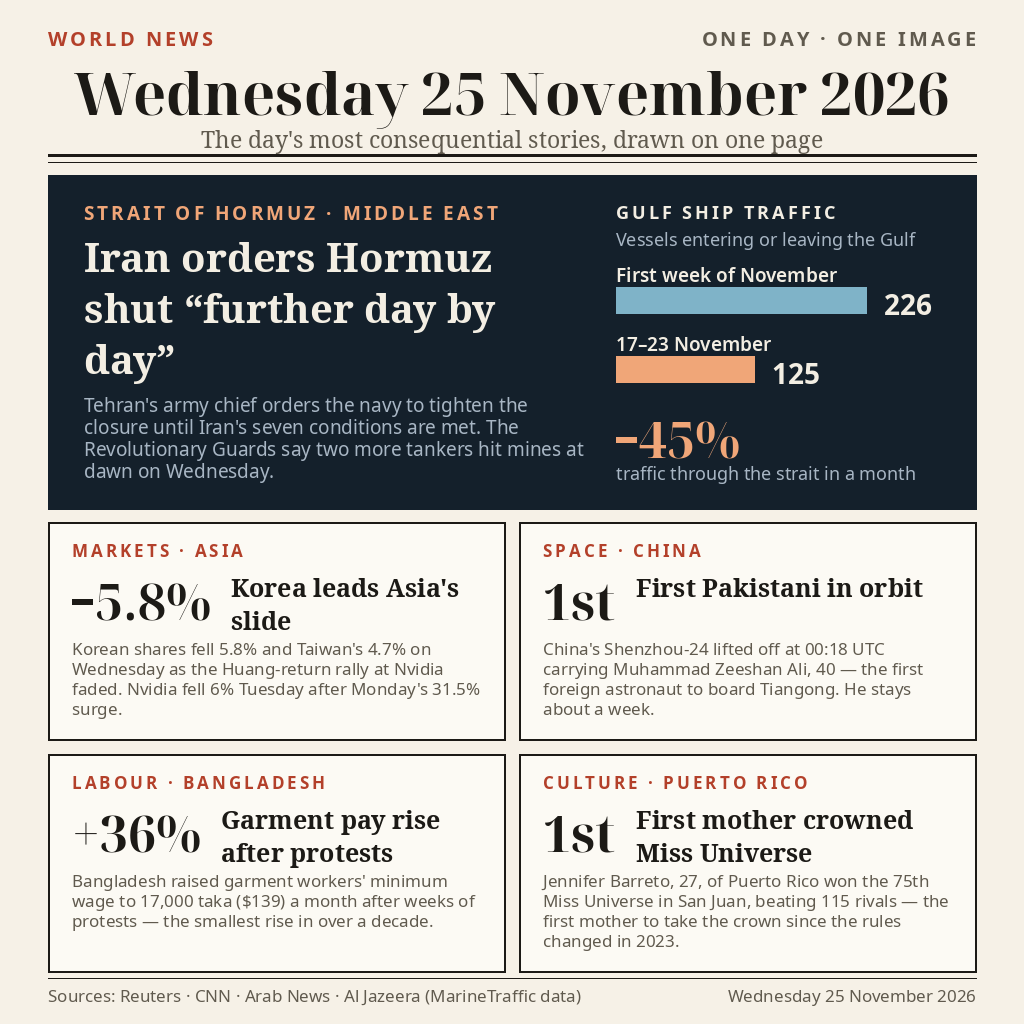 WORLD NEWS
ONE DAY · ONE IMAGE
Wednesday 25 November 2026
The day's most consequential stories, drawn on one page
STRAIT OF HORMUZ · MIDDLE EAST
Iran orders Hormuz
shut “further day by
day”
Tehran's army chief orders the navy to tighten the
closure until Iran's seven conditions are met. The
Revolutionary Guards say two more tankers hit mines at
dawn on Wednesday.
GULF SHIP TRAFFIC
Vessels entering or leaving the Gulf
First week of November
226
17–23 November
125
−45%
traffic through the strait in a month
MARKETS · ASIA
−5.8%
Korea leads Asia's
slide
Korean shares fell 5.8% and Taiwan's 4.7% on
Wednesday as the Huang-return rally at Nvidia
faded. Nvidia fell 6% Tuesday after Monday's 31.5%
surge.
SPACE · CHINA
1st
First Pakistani in orbit
China's Shenzhou-24 lifted off at 00:18 UTC
carrying Muhammad Zeeshan Ali, 40 — the first
foreign astronaut to board Tiangong. He stays
about a week.
LABOUR · BANGLADESH
+36%
Garment pay rise
after protests
Bangladesh raised garment workers' minimum
wage to 17,000 taka ($139) a month after weeks of
protests — the smallest rise in over a decade.
CULTURE · PUERTO RICO
1st
First mother crowned
Miss Universe
Jennifer Barreto, 27, of Puerto Rico won the 75th
Miss Universe in San Juan, beating 115 rivals — the
first mother to take the crown since the rules
changed in 2023.
Sources: Reuters · CNN · Arab News · Al Jazeera (MarineTraffic data)
Wednesday 25 November 2026